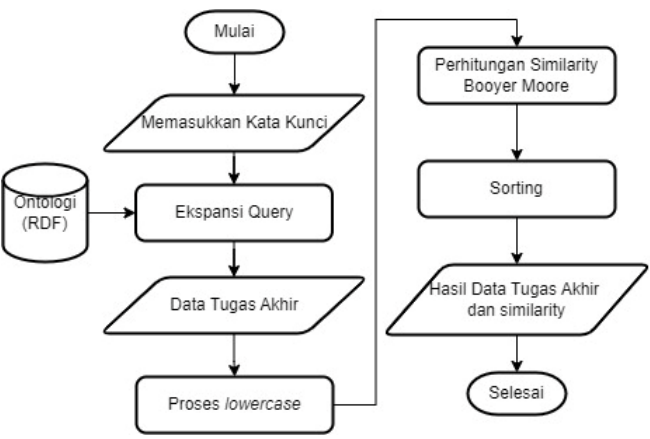 Mulai
Memasukkan Kata Kunci
Ontologi
(RDF)
Ekspansi Query
Data Tugas Akhir
Proses lowercase
Perhitungan Similarity
Booyer Moore
Sorting
Hasil Data Tugas Akhir
dan similarity
Selesai